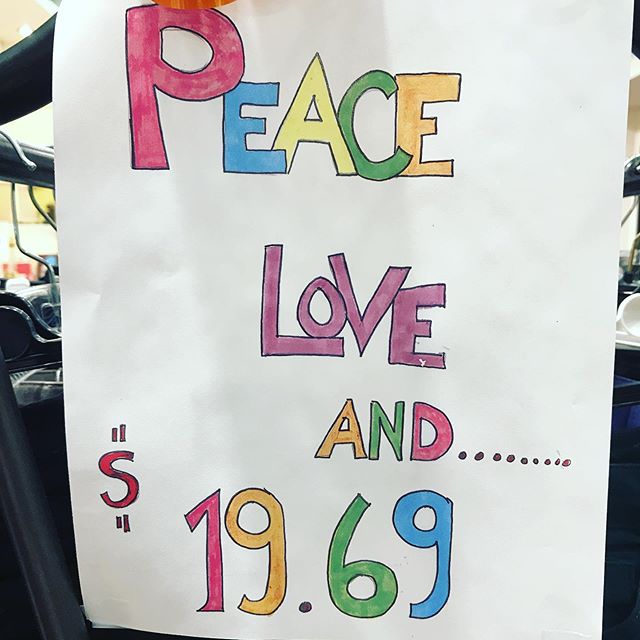 PEACE
LOVE
AND.........
$ 19.69